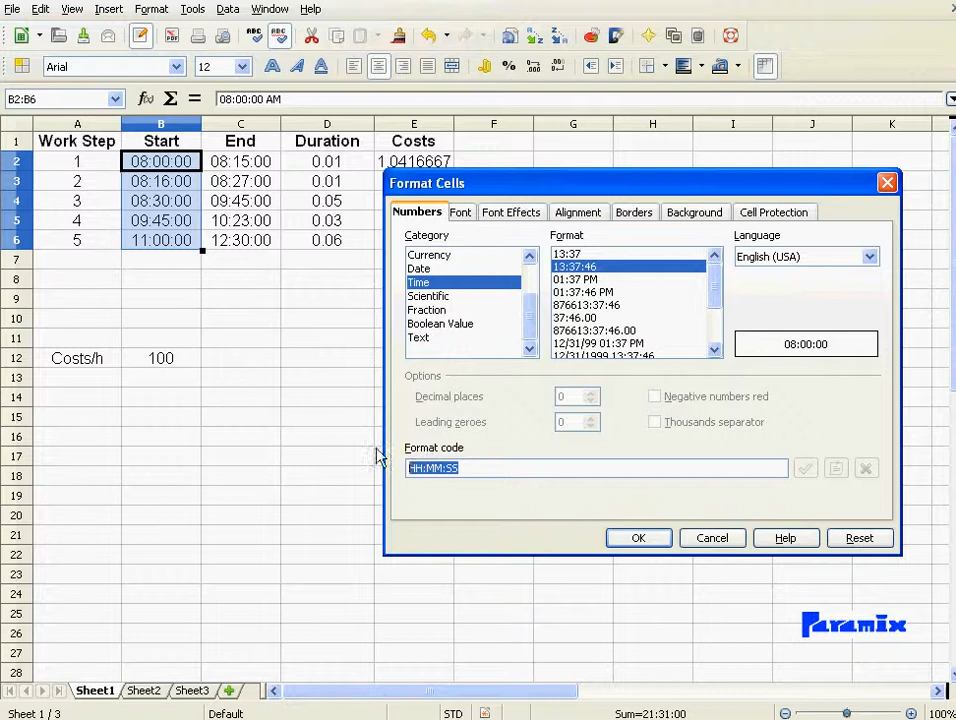 File Edit View Insert Format Tools Data Window Help
ABC ABC
Arial 12 %
B2:B6 f(x) Σ = 08:00:00 AM
A B C D E F G H I J K
1 Work Step Start End Duration Costs
2 1 08:00:00 08:15:00 0.01 1.0416667
3 2 08:16:00 08:27:00 0.01
4 3 08:30:00 09:45:00 0.05
5 4 09:45:00 10:23:00 0.03
6 5 11:00:00 12:30:00 0.06
7
8
9
10
11
12 Costs/h 100
13
14
15
16
17
18
19
20
21
22
23
24
25
26
27
28
Format Cells
Numbers Font Font Effects Alignment Borders Background Cell Protection
Category Format Language
Currency
Date
Time
Scientific
Fraction
Boolean Value
Text
13:37
13:37:46
01:37 PM
01:37:46 PM
876613:37:46
37:46.00
876613:37:46.00
12/31/99 01:37 PM
12/31/1999 13:37:46
English (USA)
08:00:00
Options
Decimal places 0 Negative numbers red
Leading zeroes 0 Thousands separator
Format code
HH:MM:SS
OK Cancel Help Reset
Paramix
Sheet1 Sheet2 Sheet3
Sheet 1 / 3 Default STD Sum=21:31:00 100%